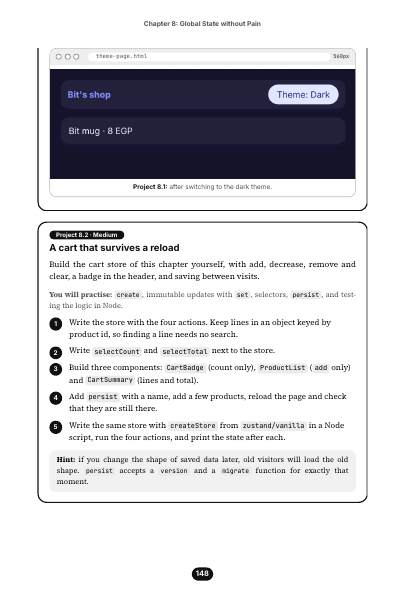 Chapter 8: Global State without Pain
theme-page.html
560px
Bit's shop
Theme: Dark
Bit mug · 8 EGP
Project 8.1: after switching to the dark theme.
Project 8.2 · Medium
A cart that survives a reload
Build the cart store of this chapter yourself, with add, decrease, remove and
clear, a badge in the header, and saving between visits.
You will practise: create, immutable updates with set, selectors, persist, and test-
ing the logic in Node.
1 Write the store with the four actions. Keep lines in an object keyed by
product id, so finding a line needs no search.
2 Write selectCount and selectTotal next to the store.
3 Build three components: CartBadge (count only), ProductList (add only)
and CartSummary (lines and total).
4 Add persist with a name, add a few products, reload the page and check
that they are still there.
5 Write the same store with createStore from zustand/vanilla in a Node
script, run the four actions, and print the state after each.
Hint: if you change the shape of saved data later, old visitors will load the old
shape. persist accepts a version and a migrate function for exactly that
moment.
148